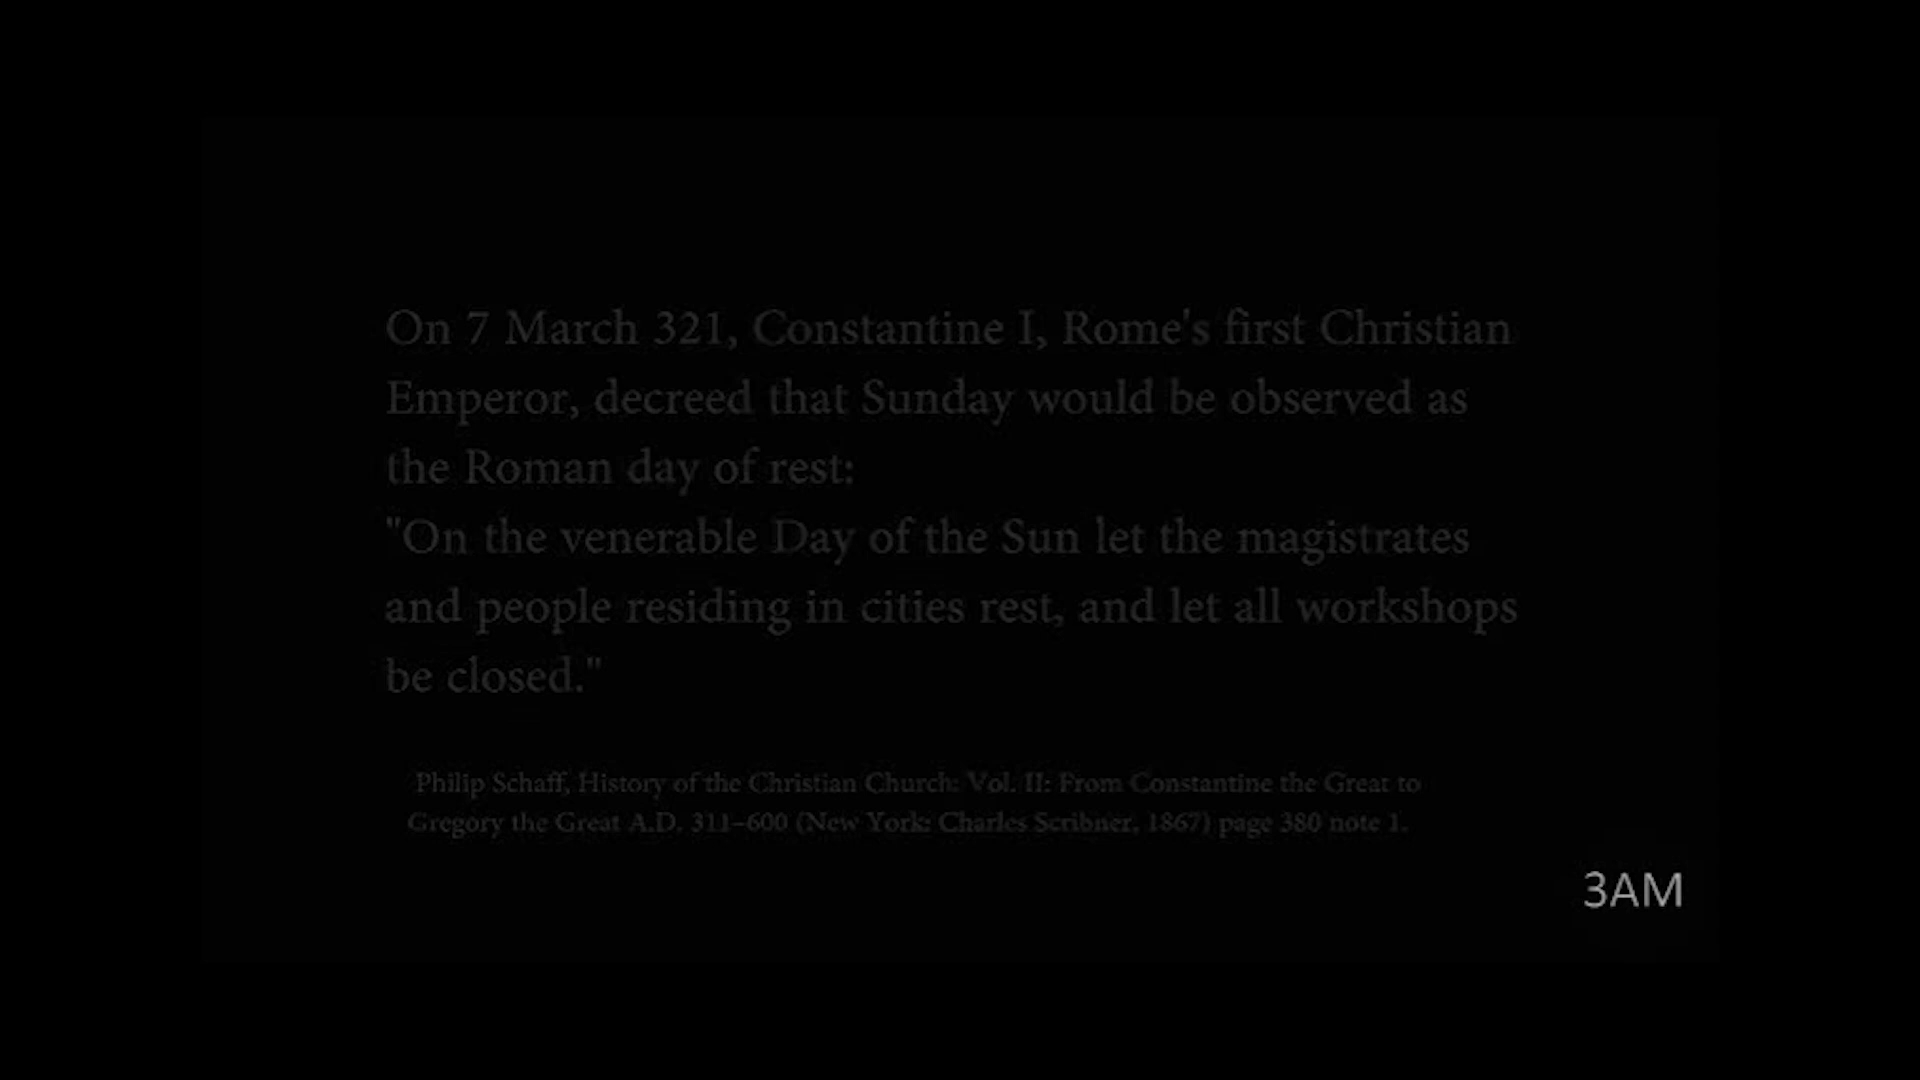 On 7 March 321, Constantine I, Rome's first Christian
Emperor, decreed that Sunday would be observed as
the Roman day of rest:
"On the venerable Day of the Sun let the magistrates
and people residing in cities rest, and let all workshops
be closed."
Philip Schaff, History of the Christian Church: Vol. II: From Constantine the Great to
Gregory the Great A.D. 311–600 (New York: Charles Scribner, 1867) page 380 note 1.
3AM